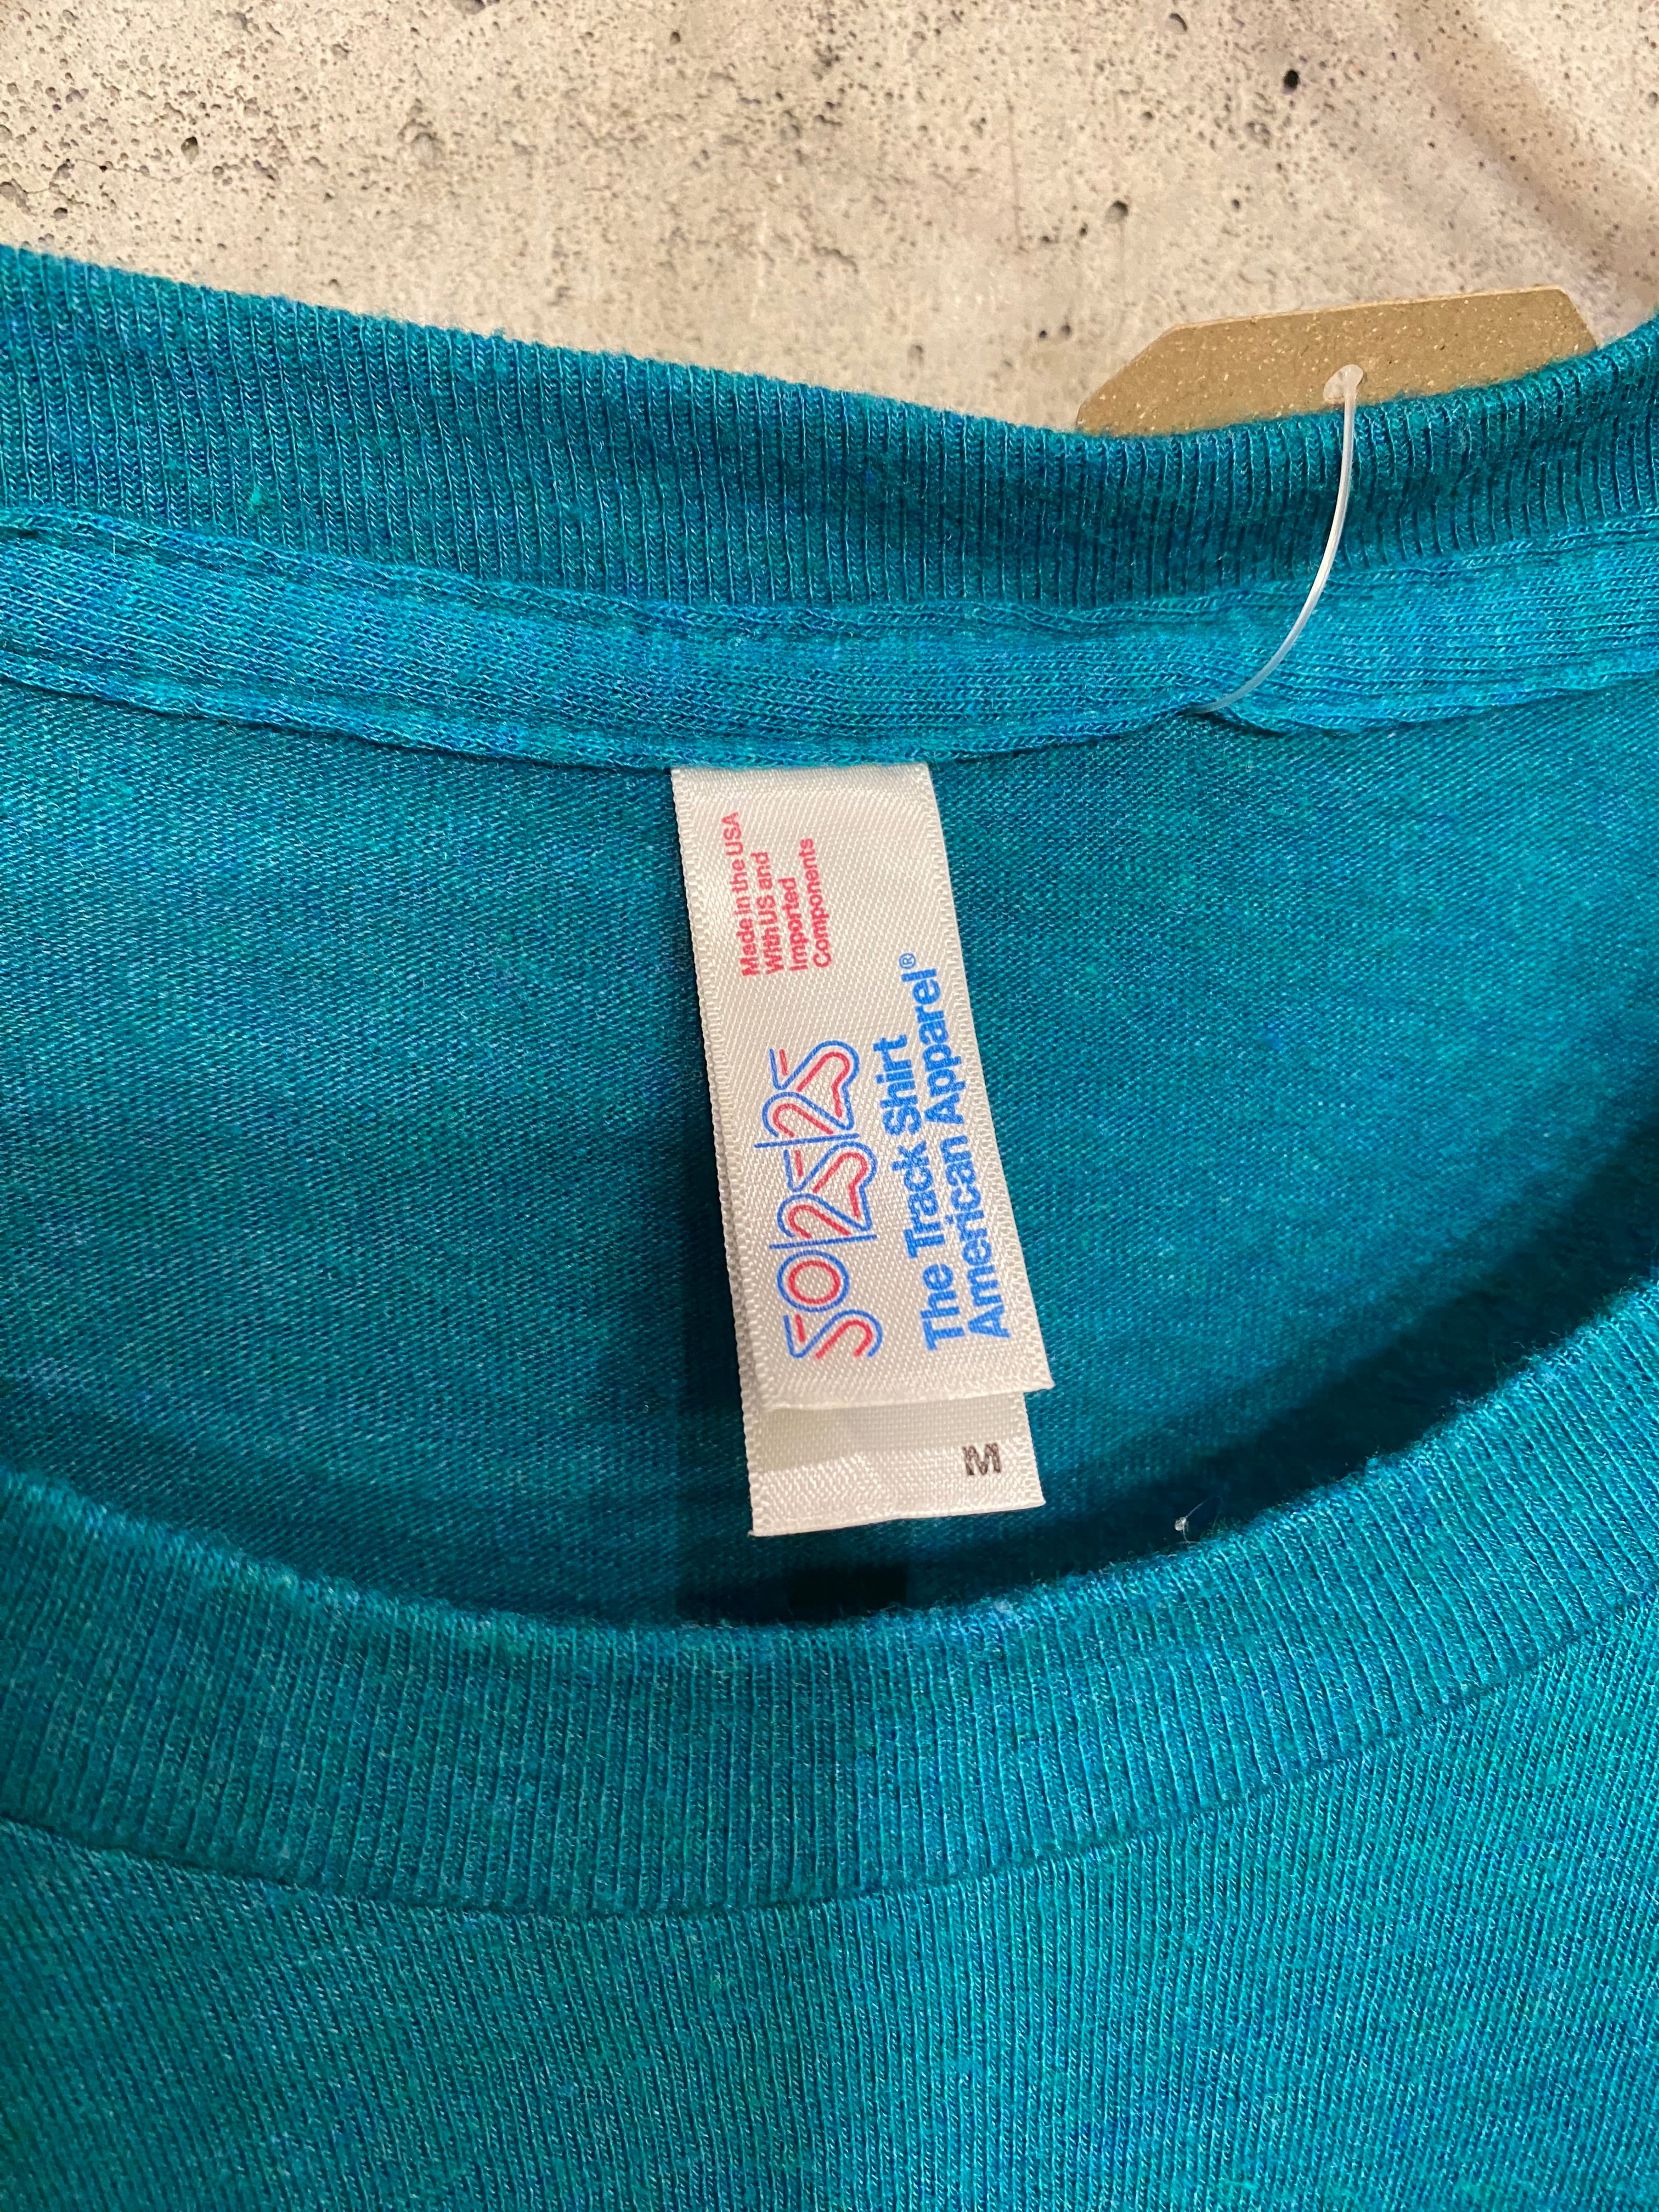 Made in the USA
With US and
Imported
Components
50/25/25
The Track Shirt
American Apparel®
M